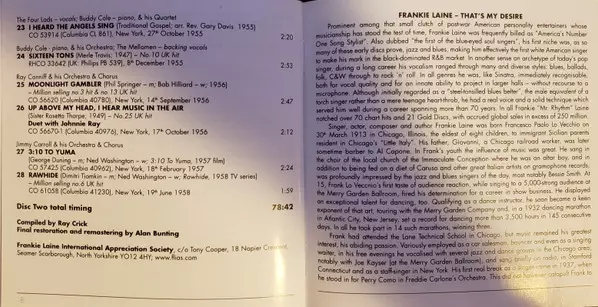 The Four Lads – vocals; Buddy Cole – piano, & his Quartet
23 I HEARD THE ANGELS SING (Traditional Gospel; arr. Rev Gary Davis 1955)
CO 53914 (Columbia CL 861), New York, 27th October 1955 2:20
Buddy Cole – piano, & his Orchestra; The Mellomen – backing vocals
24 SIXTEEN TONS (Merle Travis; 1947) – No.10 UK hit
RHCO 33642 (UK: Philips PB 539), 8th December 1955 2:53
Ray Conniff & his Orchestra & Chorus
25 MOONLIGHT GAMBLER (Phil Springer – m; Bob Hilliard – w; 1956)
– Million selling no.3 hit & no.13 UK hit
CO 56620 (Columbia 40780), New York, 14th September 1956 2:47
26 UP ABOVE MY HEAD, I HEAR MUSIC IN THE AIR
(Sister Rosetta Tharpe; 1949) – No.25 UK hit
Duet with Johnnie Ray
CO 56670-1 (Columbia 40976), New York, 17th October 1956 2:12
Jimmy Carroll & his Orchestra & Chorus
27 3:10 TO YUMA
(George Duning – m; Ned Washington – w; 3:10 To Yuma, 1957 film)
CO 57425 (Columbia 40962), New York, 18th February 1957 2:24
28 RAWHIDE (Dimitri Tiomkin – m; Ned Washington – w; Rawhide, 1958 TV series)
– Million selling no.6 UK hit
CO 61058 (Columbia 41230), New York, 19th June 1958 1:59
Disc Two total timing 78:42
Compiled by Ray Crick
Final restoration and remastering by Alan Bunting
Frankie Laine International Appreciation Society, c/o Tony Cooper, 18 Napier Crescent,
Seamer Scarborough, North Yorkshire YO12 4HY; www.flias.com
FRANKIE LAINE – THAT'S MY DESIRE
Prominent among that small clutch of postwar American personality entertainers whose
musicianship has stood the test of time, Frankie Laine was frequently billed as "America's Number
One Song Stylist". Also dubbed "the first of the blue-eyed soul singers", his first niche was, as so
many of these early discs prove, jazz and blues, making him effectively the first white American singer
to make his mark in the black-dominated R&B market. In another sense an archetype of today's pop
singer, during a long career his vocalism ranged through many and diverse styles: blues, ballads,
folk, C&W through to rock 'n' roll. In all genres he was, like Sinatra, immediately recognisable,
both for vocal quality and for an innate ability to project in larger halls – without recourse to a
microphone. Although initially regarded as a "steel-tonsilled blues belter", the male equivalent of a
torch singer rather than a mere teenage heart-throb, he had a real voice and a solid technique which
served him well during a career spanning more than 70 years. In all Frankie "Mr. Rhythm" Laine
notched over 70 chart hits and 21 Gold Discs, with accrued global sales in excess of 250 million.
Singer, actor, composer and author Frankie Laine was born Francesco Paolo Lo Vecchio on
30th March 1913 in Chicago, Illinois, the eldest of eight children, to immigrant Sicilian parents
resident in Chicago's "Little Italy". His father, Giovanni, a Chicago railroad worker, was later
sometime barber to Al Capone. In Frank's youth the influence of music was great. He sang in
the choir at the local church of the Immaculate Conception where he was an altar boy, and in
addition to being fed on a diet of Caruso and other great Italian artists on gramophone records,
was profoundly impressed by the jazz and blues singers of the day, most notably Bessie Smith. At
15, Frank Lo Vecchio's first taste of audience reaction, while singing to a 5,000-strong audience at
the Merry Garden Ballroom, fired his determination for a career in show business. He displayed
an exceptional talent for dancing, too. Qualifying as a dance instructor, he soon became a keen
exponent of that art, touring with the Merry Garden Company and, in a 1932 dancing marathon
in Atlantic City, New Jersey, set a record for dancing more than 3,500 hours in 145 consecutive
days. In all he took part in 14 such marathons, winning three.
Frank had attended the Lane Technical School in Chicago, but music remained his greatest
interest, his abiding passion. Variously employed as a car salesman, bouncer and even as a singing
waiter, in his free evenings he vocalised with several jazz and dance groups in the Chicago area,
notably with Joe Kayser (at the Merry Garden Ballroom), and sang briefly on radio, in Stamford
Connecticut and as a staff-singer in New York. His first real break as a singer came in 1937, when
he stood in for Perry Como in Freddie Carlone's Orchestra. This did not however catapult Frank to